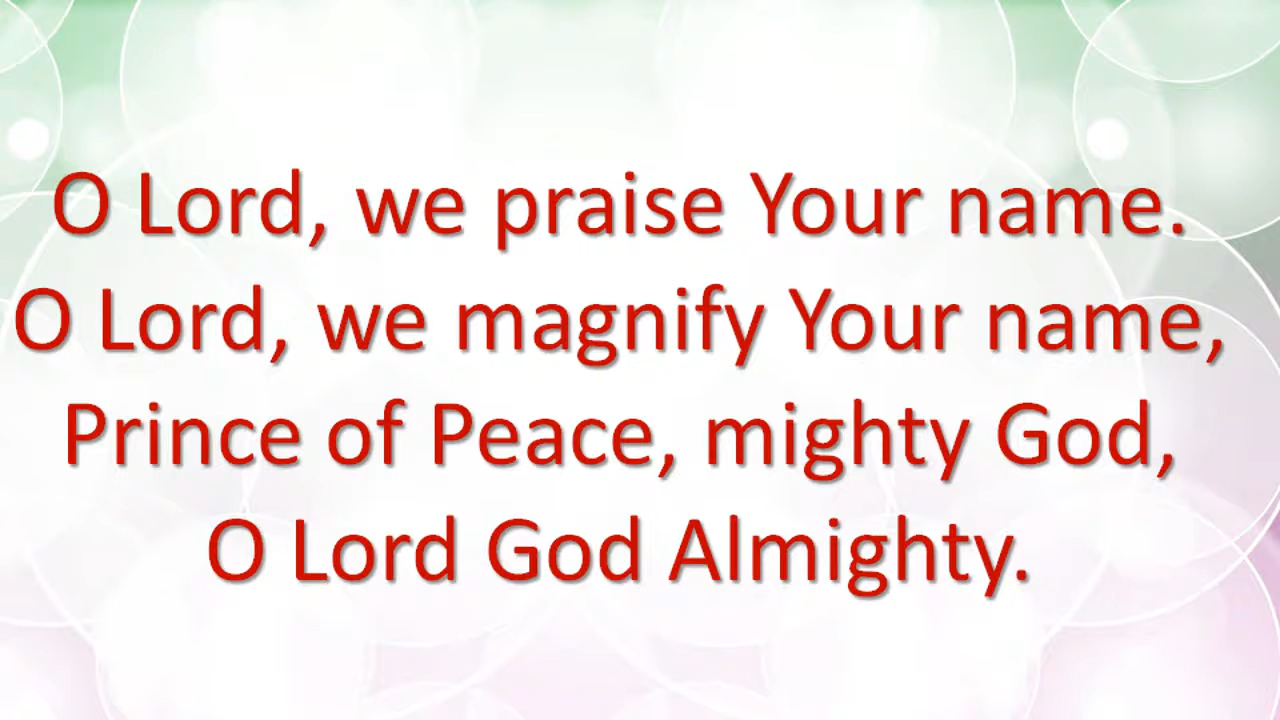 O Lord, we praise Your name.
O Lord, we magnify Your name,
Prince of Peace, mighty God,
O Lord God Almighty.